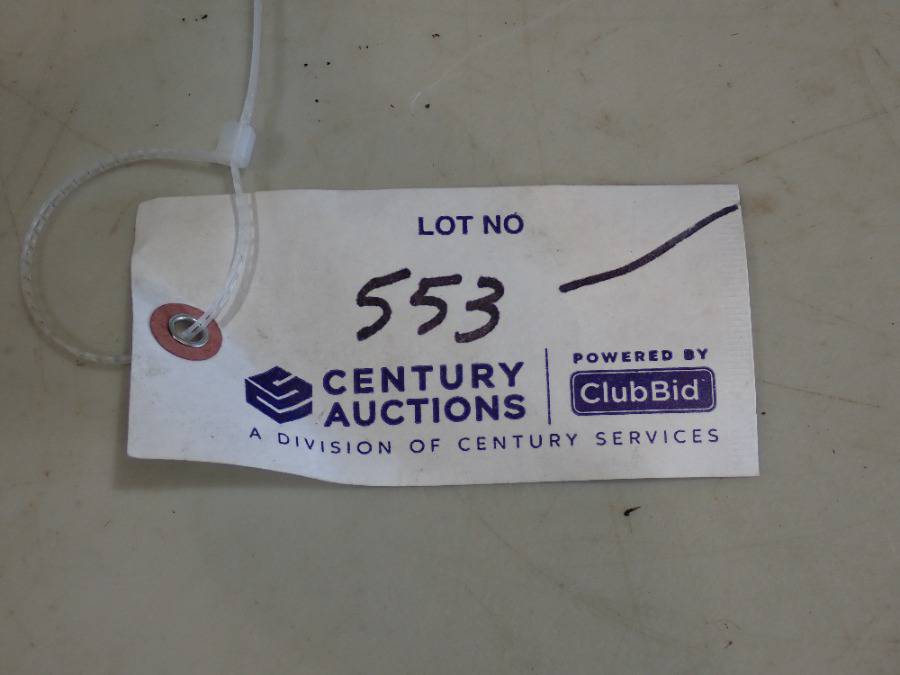 LOT NO
553
CENTURY
AUCTIONS
A DIVISION OF CENTURY SERVICES
POWERED BY
ClubBid